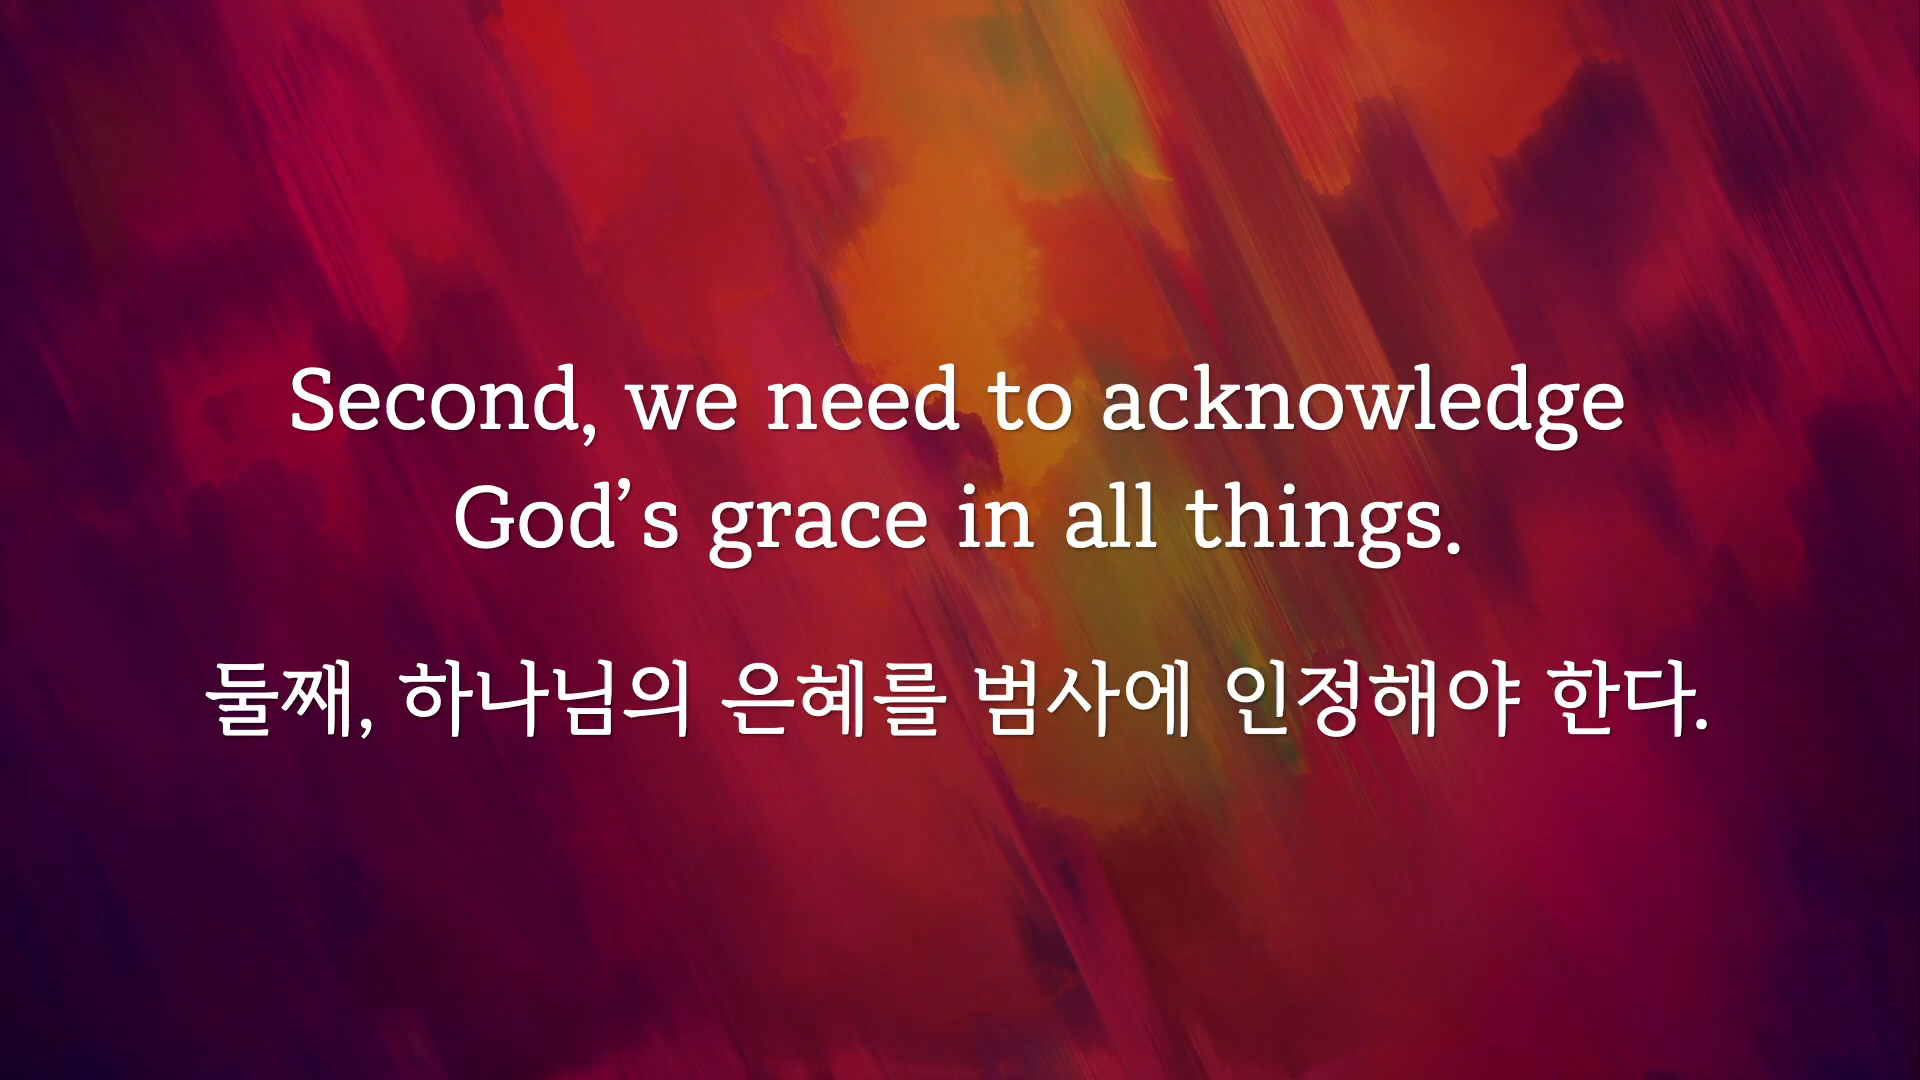 Second, we need to acknowledge
God’s grace in all things.
둘째, 하나님의 은혜를 범사에 인정해야 한다.